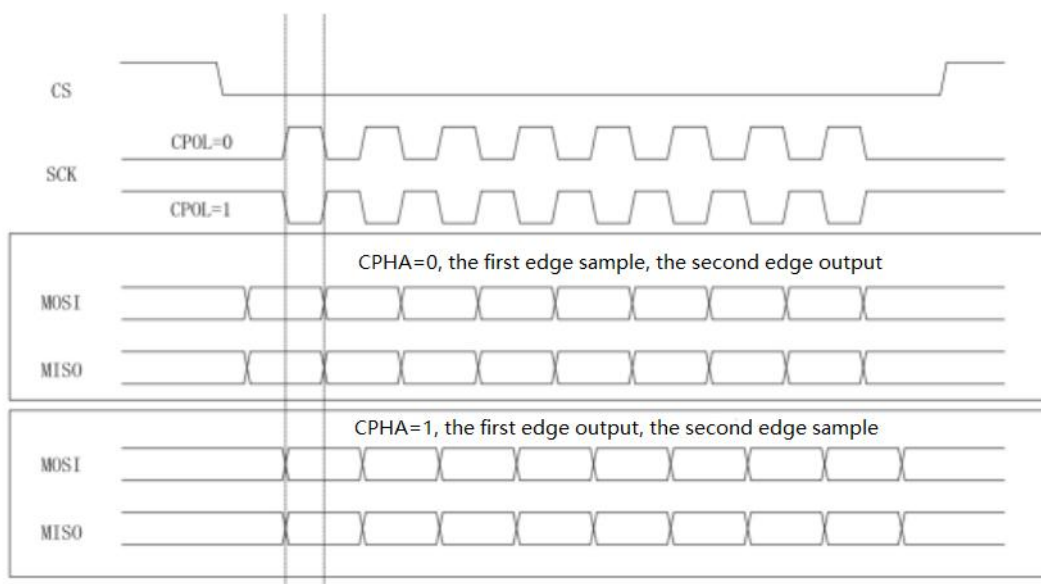 CS
CPOL=0
SCK
CPOL=1
CPHA=0, the first edge sample, the second edge output
MOSI
MISO
CPHA=1, the first edge output, the second edge sample
MOSI
MISO